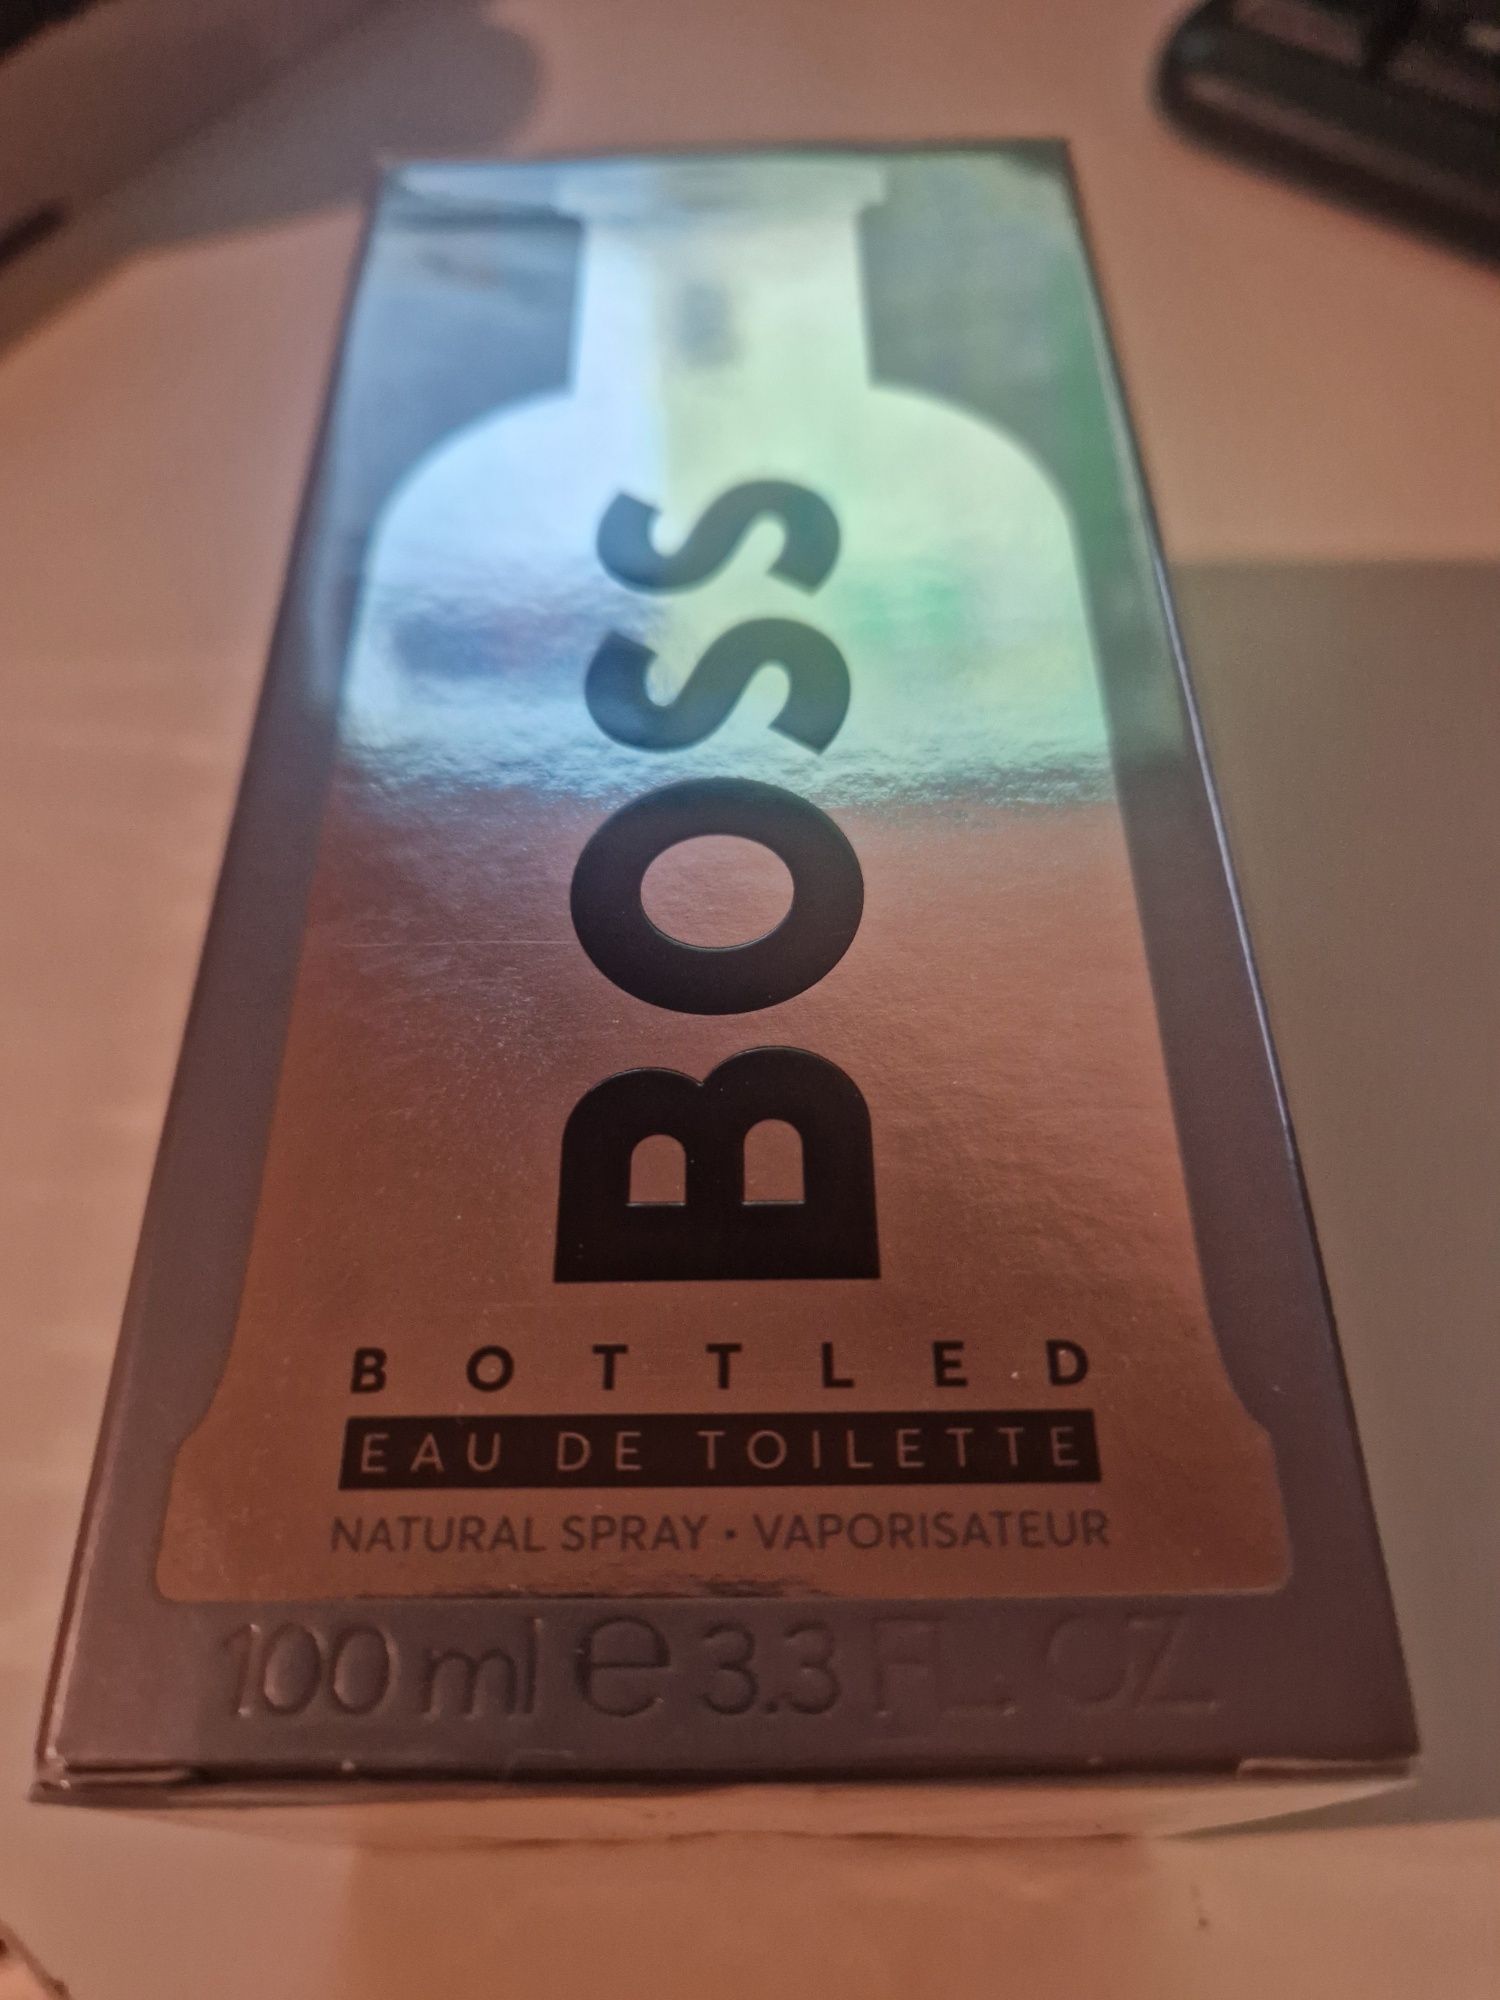 BOSS
BOTTLED
EAU DE TOILETTE
NATURAL SPRAY • VAPORISATEUR
100 ml e 3.3 FL. OZ